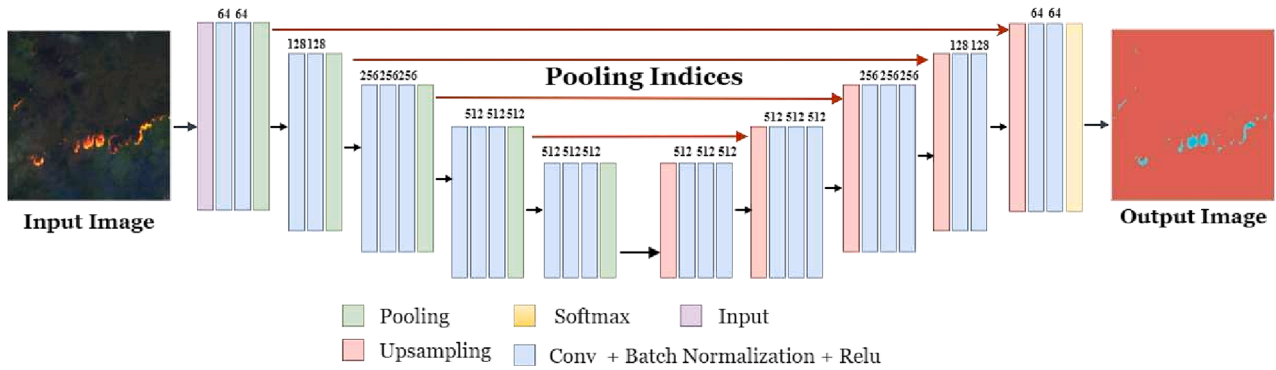 64 64
64 64
128 128
128 128
256 256 256
Pooling Indices
256 256 256
512 512 512
512 512 512
512 512 512
512 512 512
Input Image
Output Image
Pooling
Softmax
Input
Upsampling
Conv + Batch Normalization + Relu